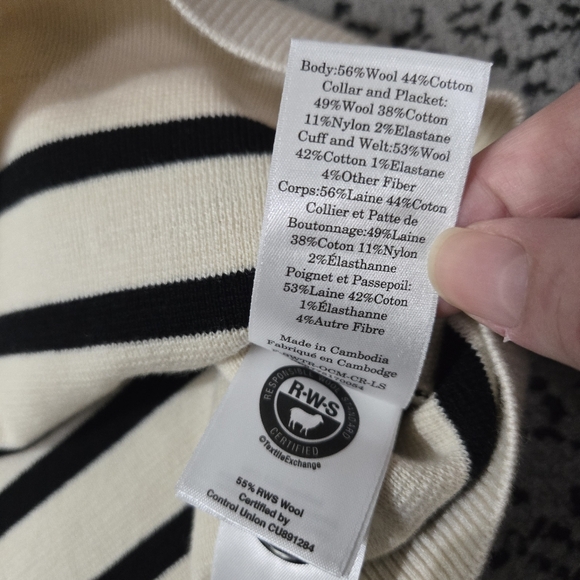 Body:56%Wool 44%Cotton
Collar and Placket:
49%Wool 38%Cotton
11%Nylon 2%Elastane
Cuff and Welt:53%Wool
42%Cotton 1%Elastane
4%Other Fiber
Corps:56%Laine 44%Coton
Collier et Patte de
Boutonnage:49%Laine
38%Coton 11%Nylon
2%Élasthanne
Poignet et Passepoil:
53%Laine 42%Coton
1%Élasthanne
4%Autre Fibre
Made in Cambodia
Fabriqué en Cambodge
RESPONSIBLE
R·W·S
CERTIFIED
©TextileExchange
55% RWS Wool
Certified by
Control Union CU891284